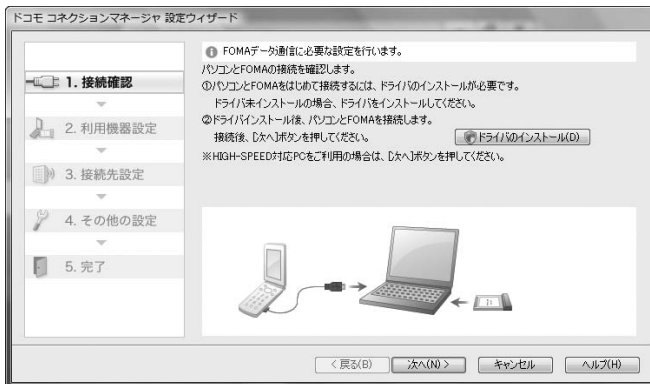 ドコモ コネクションマネージャ 設定ウィザード
FOMAデータ通信に必要な設定を行います。
パソコンとFOMAの接続を確認します。
①パソコンとFOMAをはじめて接続するには、ドライバのインストールが必要です。
ドライバ未インストールの場合、ドライバをインストールしてください。
②ドライバインストール後、パソコンとFOMAを接続します。
接続後、[次へ]ボタンを押してください。
ドライバのインストール(D)
※HIGH-SPEED対応PCをご利用の場合は、[次へ]ボタンを押してください。
1. 接続確認
2. 利用機器設定
3. 接続先設定
4. その他の設定
5. 完了
< 戻る(B)
次へ(N) >
キャンセル
ヘルプ(H)